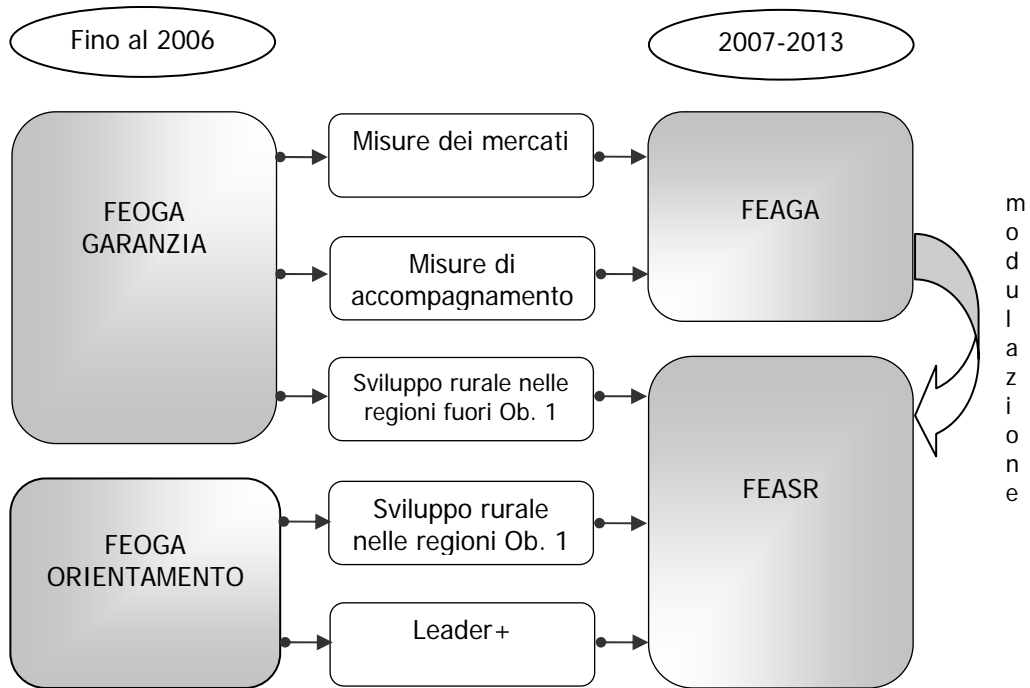 Fino al 2006
2007-2013
FEOGA
GARANZIA
Misure dei mercati
Misure di
accompagnamento
Sviluppo rurale nelle
regioni fuori Ob. 1
FEOGA
ORIENTAMENTO
Sviluppo rurale
nelle regioni Ob. 1
Leader+
FEAGA
FEASR
m
o
d
u
l
a
z
i
o
n
e